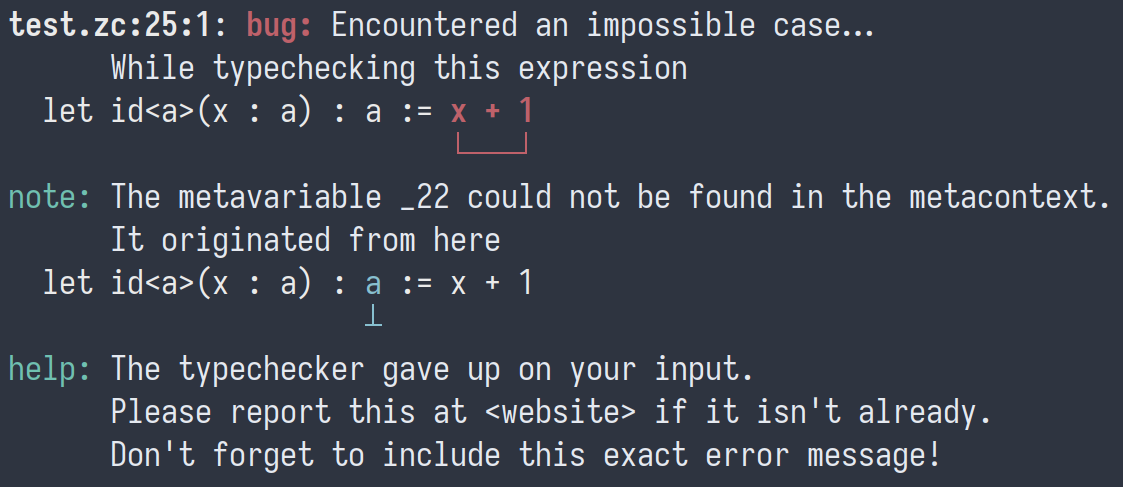 test.zc:25:1: bug: Encountered an impossible case…
While typechecking this expression
let id<a>(x : a) : a := x + 1
note: The metavariable _22 could not be found in the metacontext.
It originated from here
let id<a>(x : a) : a := x + 1
help: The typechecker gave up on your input.
Please report this at <website> if it isn't already.
Don't forget to include this exact error message!